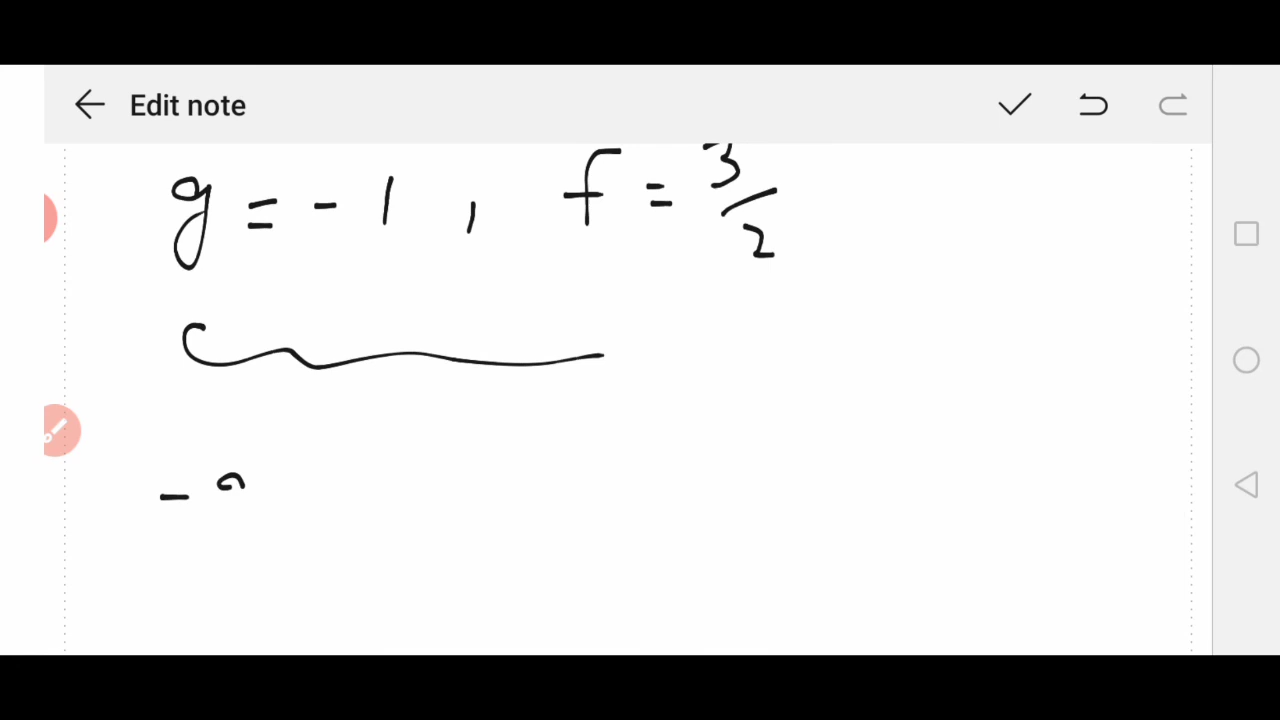 Edit note
g = - 1 , f = 3/2
-